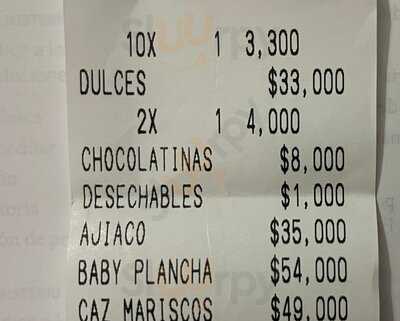 10X 1 3,300
DULCES $33,000
2X 1 4,000
CHOCOLATINAS $8,000
DESECHABLES $1,000
AJIACO $35,000
BABY PLANCHA $54,000
CAZ MARISCOS $49,000